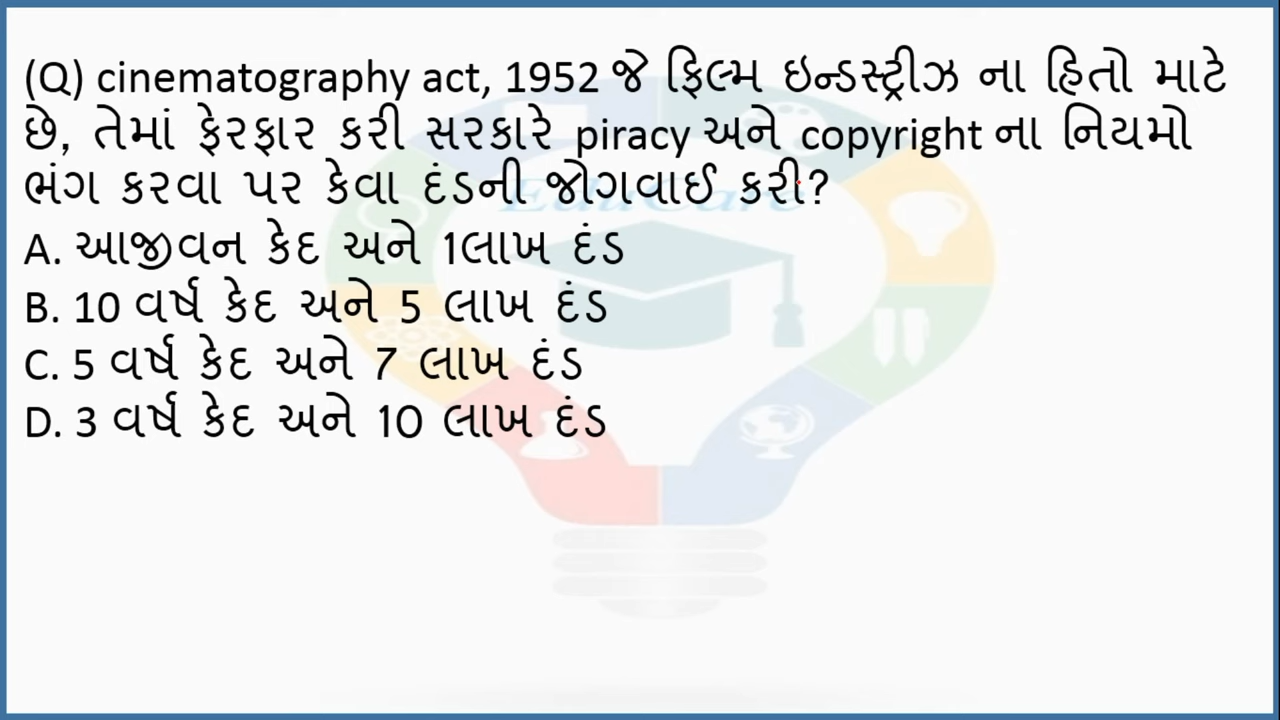 (Q) cinematography act, 1952 જે ફિલ્મ ઇન્ડસ્ટ્રીઝ ના હિતો માટે
છે, તેમાં ફેરફાર કરી સરકારે piracy અને copyright ના નિયમો
ભંગ કરવા પર કેવા દંડની જોગવાઈ કરી?
EduCare
A. આજીવન કેદ અને 1લાખ દંડ
B. 10 વર્ષ કેદ અને 5 લાખ દંડ
C. 5 વર્ષ કેદ અને 7 લાખ દંડ
D. 3 વર્ષ કેદ અને 10 લાખ દંડ